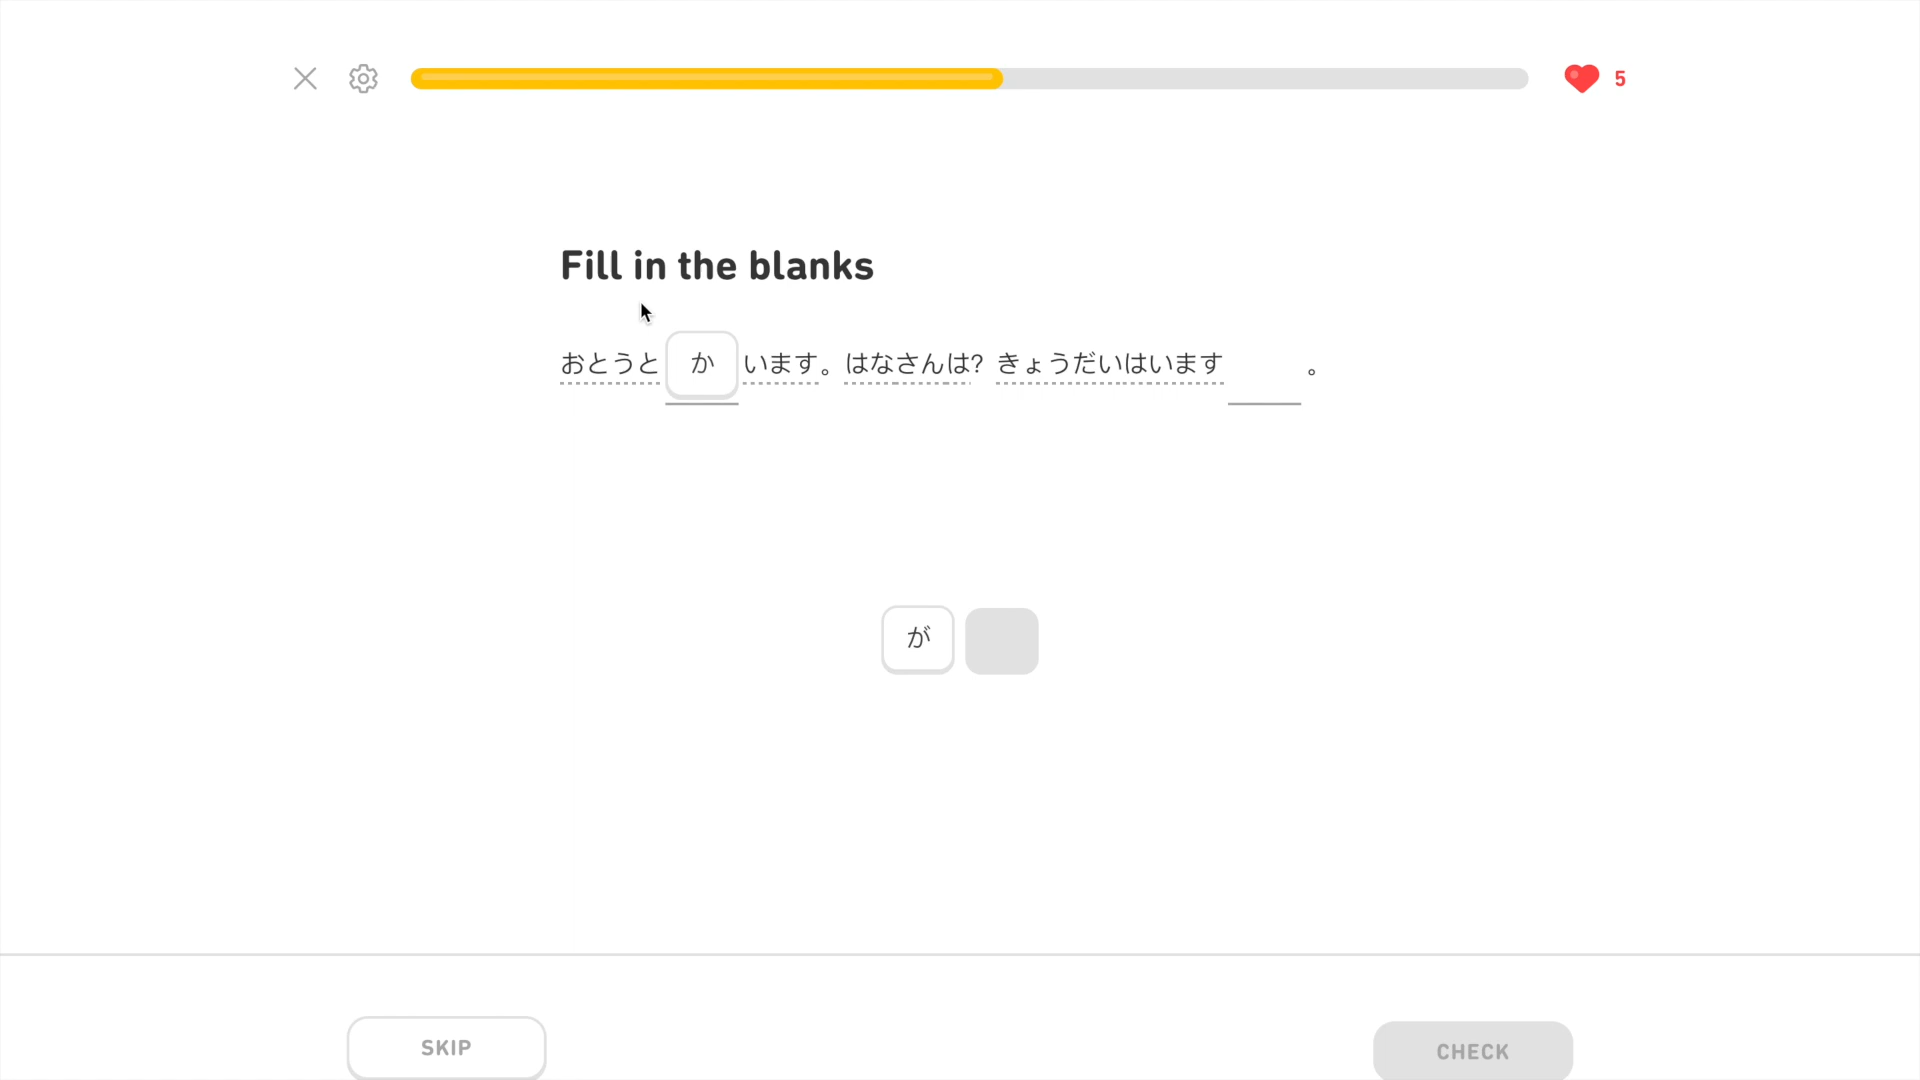 5
Fill in the blanks
おとうと か います。はなさんは? きょうだいはいます 。
が
SKIP
CHECK